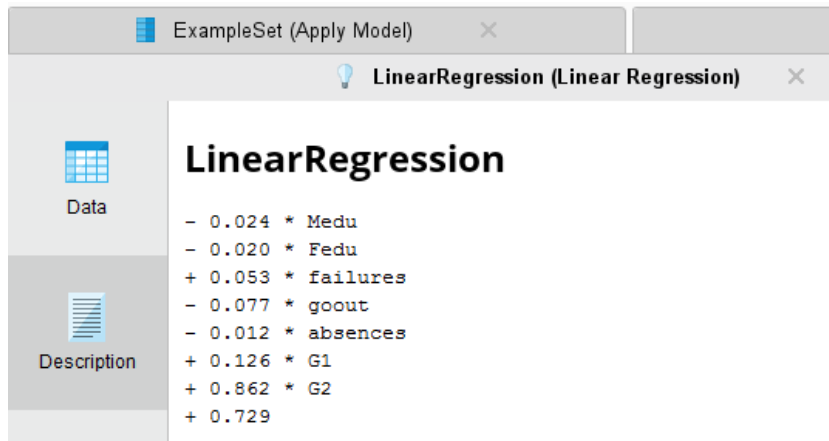 ExampleSet (Apply Model)
LinearRegression (Linear Regression)
LinearRegression
Data
- 0.024 * Medu
- 0.020 * Fedu
+ 0.053 * failures
- 0.077 * goout
- 0.012 * absences
+ 0.126 * G1
+ 0.862 * G2
+ 0.729
Description